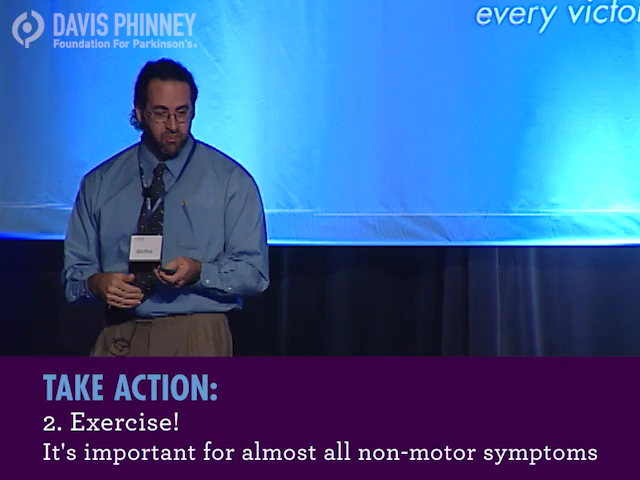 DAVIS PHINNEY
Foundation For Parkinson's.
every victo
TAKE ACTION:
2. Exercise!
It's important for almost all non-motor symptoms